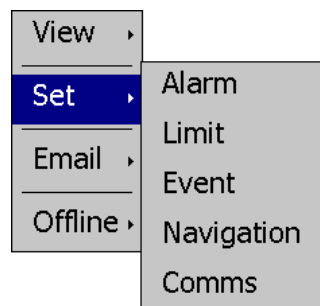 View
Set
Email
Offline
Alarm
Limit
Event
Navigation
Comms